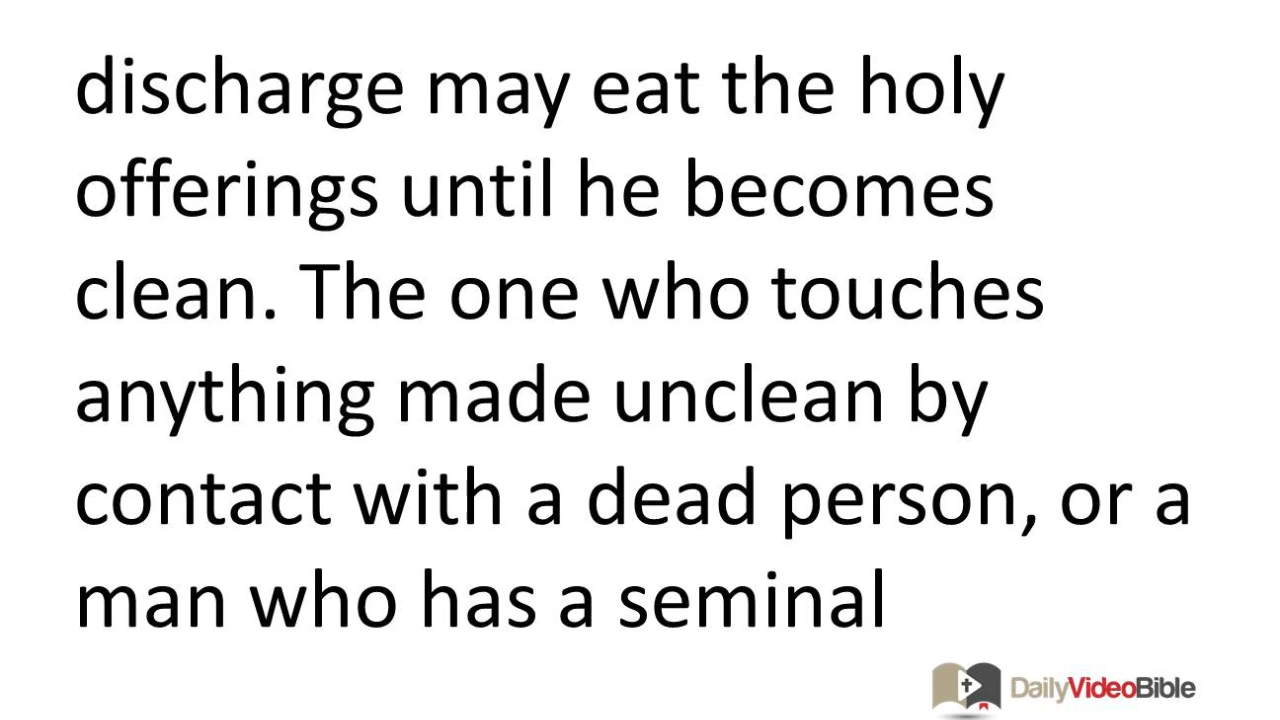 discharge may eat the holy
offerings until he becomes
clean. The one who touches
anything made unclean by
contact with a dead person, or a
man who has a seminal
DailyVideoBible